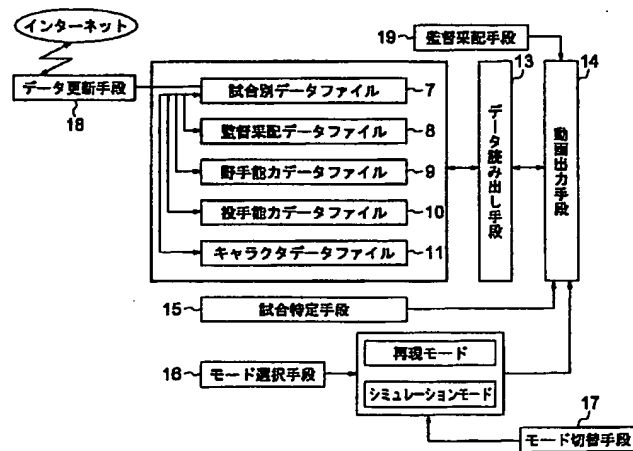 インターネット
データ更新手段
18
試合別データファイル
7
監督采配データファイル
8
野手能力データファイル
9
投手能力データファイル
10
キャラクタデータファイル
11
19
監督采配手段
13
データ読み出し手段
14
動画出力手段
15
試合特定手段
16
モード選択手段
再現モード
シミュレーションモード
17
モード切替手段